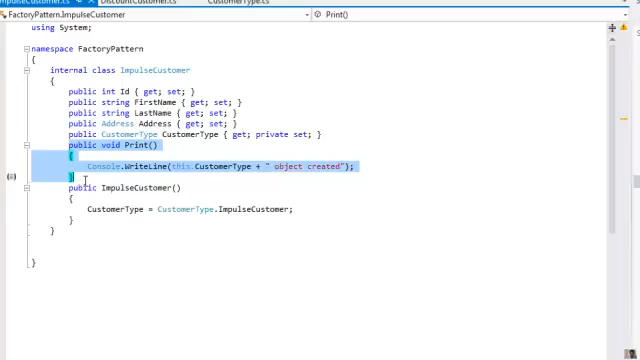 ImpulseCustomer.cs DiscountCustomer.cs CustomerType.cs
FactoryPattern.ImpulseCustomer Print()
using System;
namespace FactoryPattern
{
internal class ImpulseCustomer
{
public int Id { get; set; }
public string FirstName { get; set; }
public string LastName { get; set; }
public Address Address { get; set; }
public CustomerType CustomerType { get; private set; }
public void Print()
{
Console.WriteLine(this.CustomerType + " object created");
}
public ImpulseCustomer()
{
CustomerType = CustomerType.ImpulseCustomer;
}
}
}